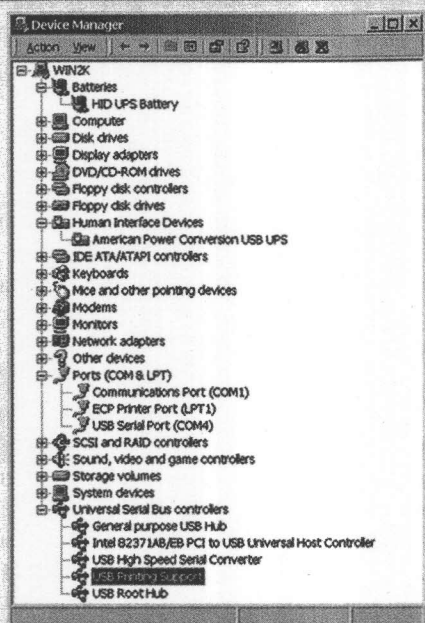 Device Manager
Action View
WIN2K
Batteries
HID UPS Battery
Computer
Disk drives
Display adapters
DVD/CD-ROM drives
Floppy disk controllers
Floppy disk drives
Human Interface Devices
American Power Conversion USB UPS
IDE ATA/ATAPI controllers
Keyboards
Mice and other pointing devices
Modems
Monitors
Network adapters
Other devices
Ports (COM & LPT)
Communications Port (COM1)
ECP Printer Port (LPT1)
USB Serial Port (COM4)
SCSI and RAID controllers
Sound, video and game controllers
Storage volumes
System devices
Universal Serial Bus controllers
General purpose USB Hub
Intel 82371AB/EB PCI to USB Universal Host Controller
USB High Speed Serial Converter
USB Printing Support
USB Root Hub